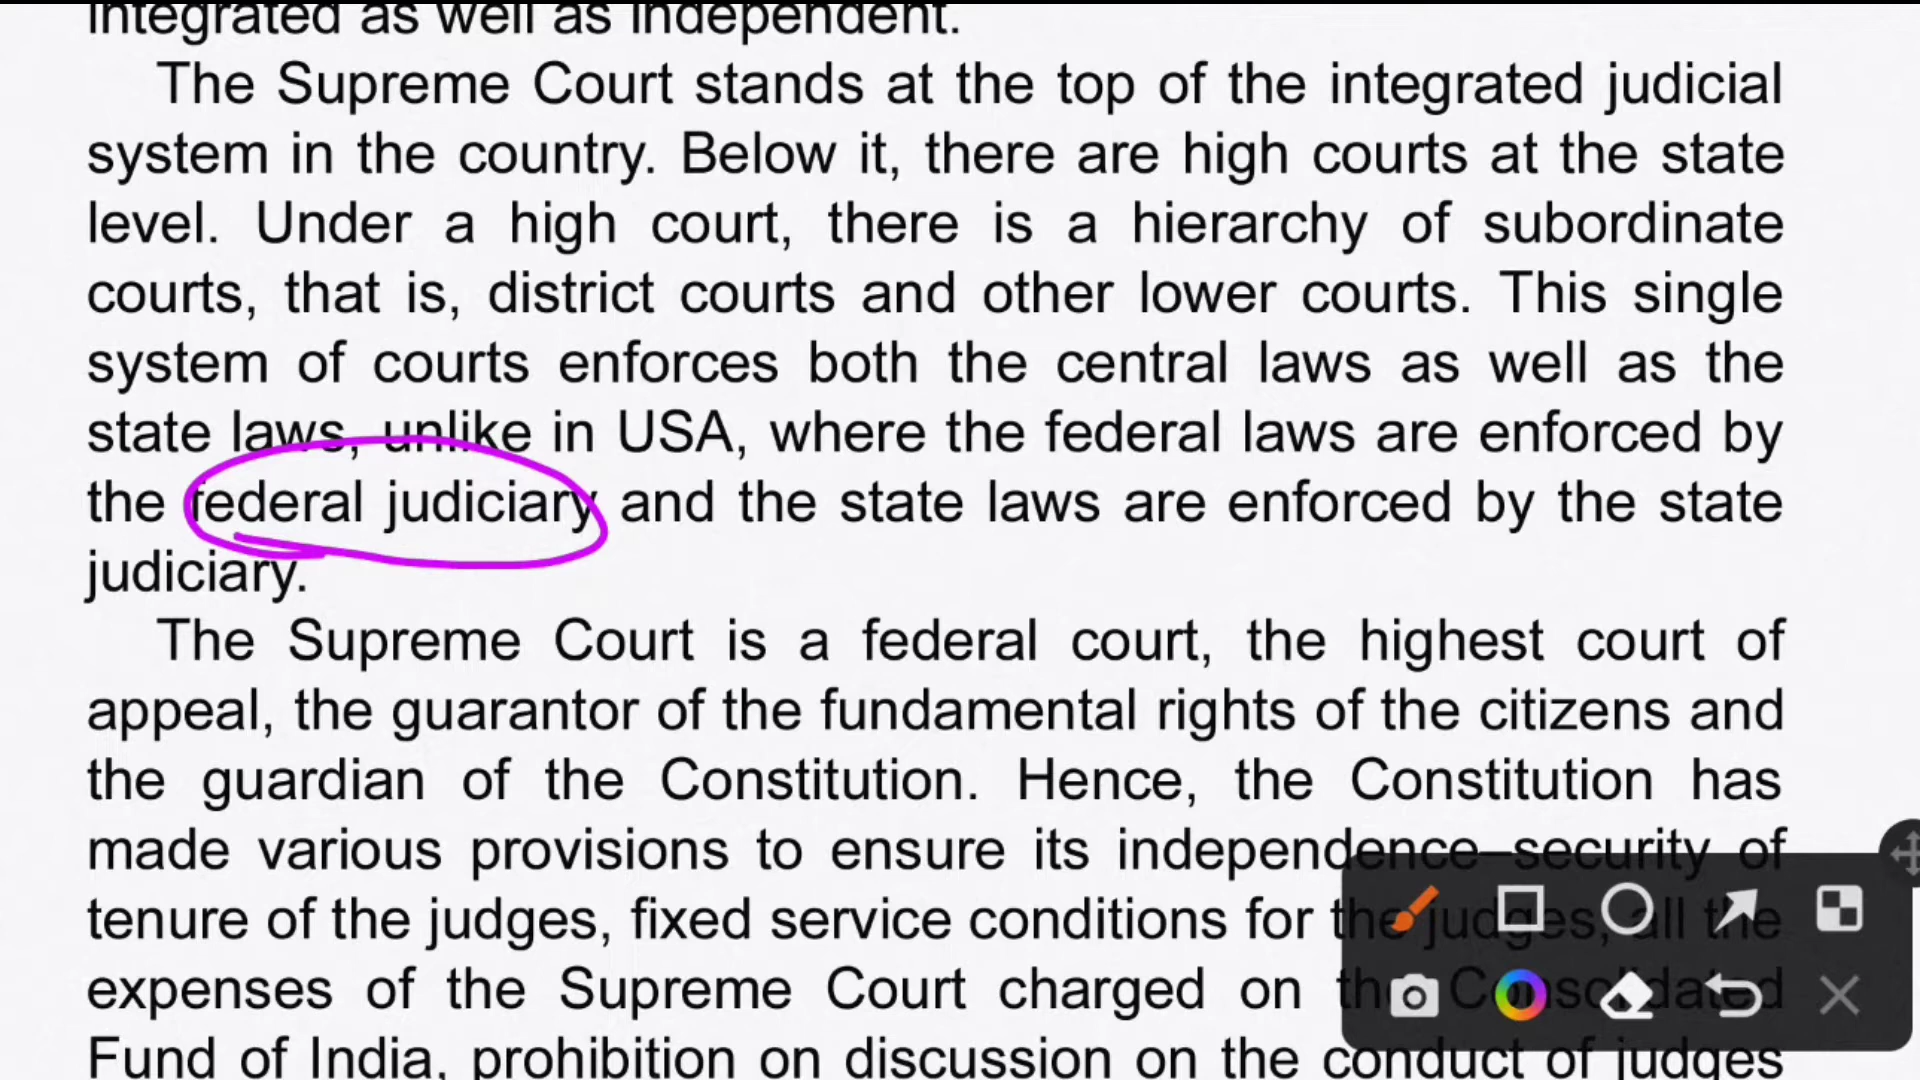 integrated as well as independent.
The Supreme Court stands at the top of the integrated judicial
system in the country. Below it, there are high courts at the state
level. Under a high court, there is a hierarchy of subordinate
courts, that is, district courts and other lower courts. This single
system of courts enforces both the central laws as well as the
state laws, unlike in USA, where the federal laws are enforced by
the federal judiciary and the state laws are enforced by the state
judiciary.
The Supreme Court is a federal court, the highest court of
appeal, the guarantor of the fundamental rights of the citizens and
the guardian of the Constitution. Hence, the Constitution has
made various provisions to ensure its independence–security of
tenure of the judges, fixed service conditions for the judges, all the
expenses of the Supreme Court charged on the Consolidated
Fund of India, prohibition on discussion on the conduct of judges